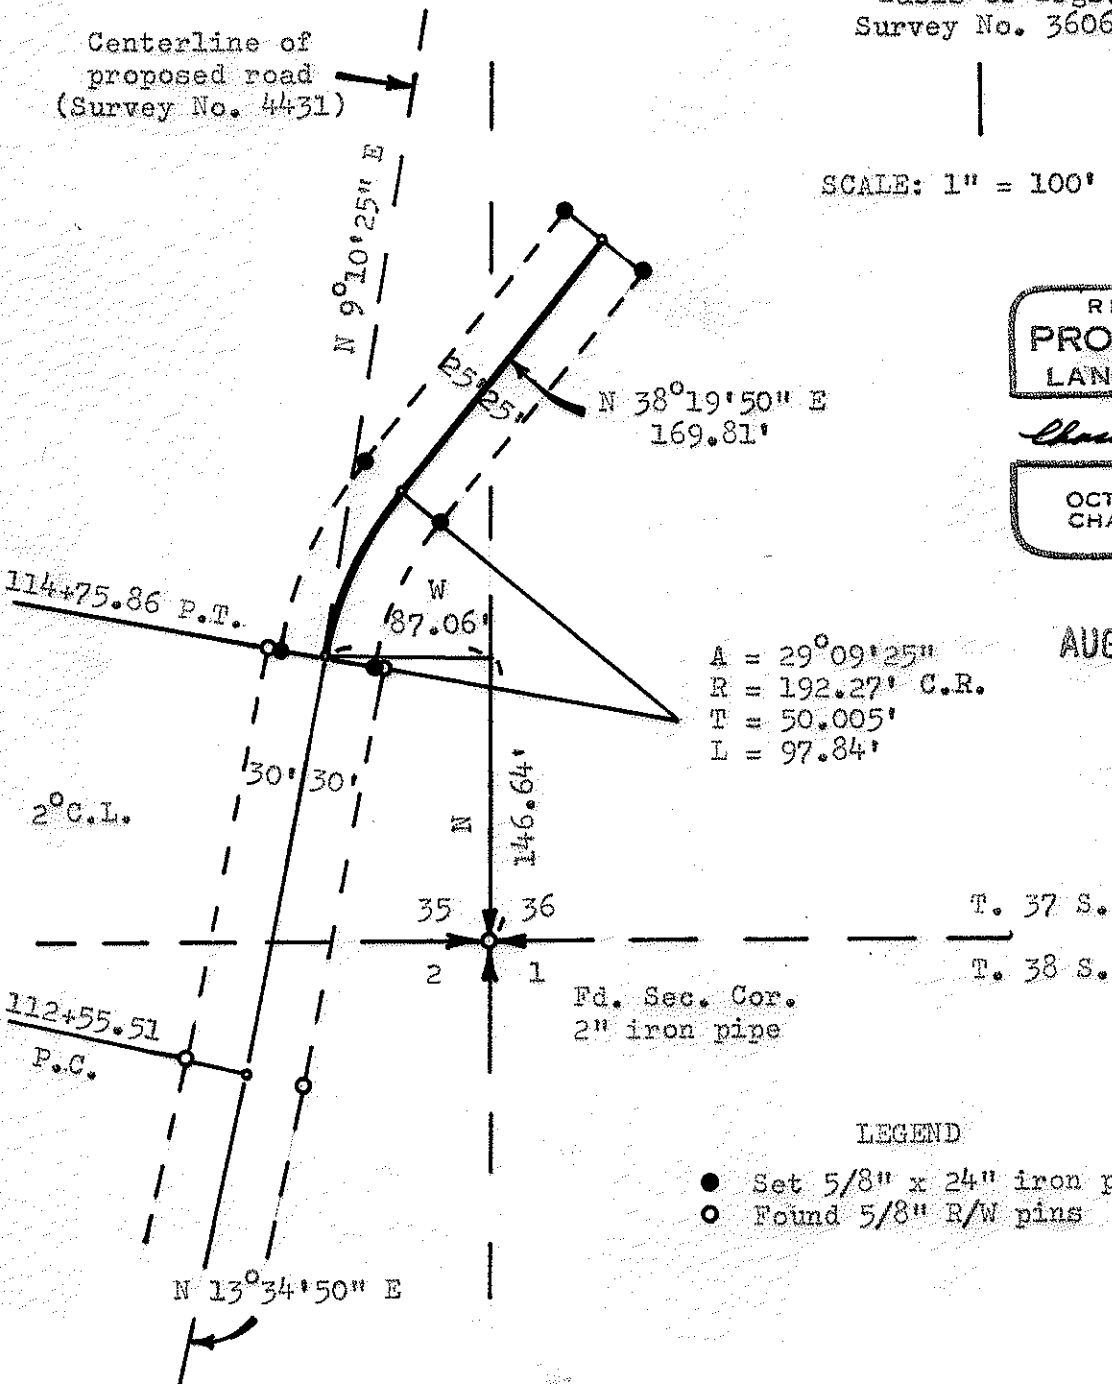 Survey No. 3606
Centerline of
proposed road
(Survey No. 4431)
SCALE: 1" = 100'
N 9°10'25" E
25' 25'
N 38°19'50" E
169.81'
PRO
LAN
OCT
CHA
114+75.86 P.T.
W
87.06'
AUG
A = 29°09'25"
R = 192.27' C.R.
T = 50.005'
L = 97.84'
30' 30'
2°C.L.
N 146.64'
35 36
2 1
T. 37 S.
T. 38 S.
Fd. Sec. Cor.
2" iron pipe
112+55.51
P.C.
LEGEND
Set 5/8" x 24" iron p
Found 5/8" R/W pins
N 13°34'50" E